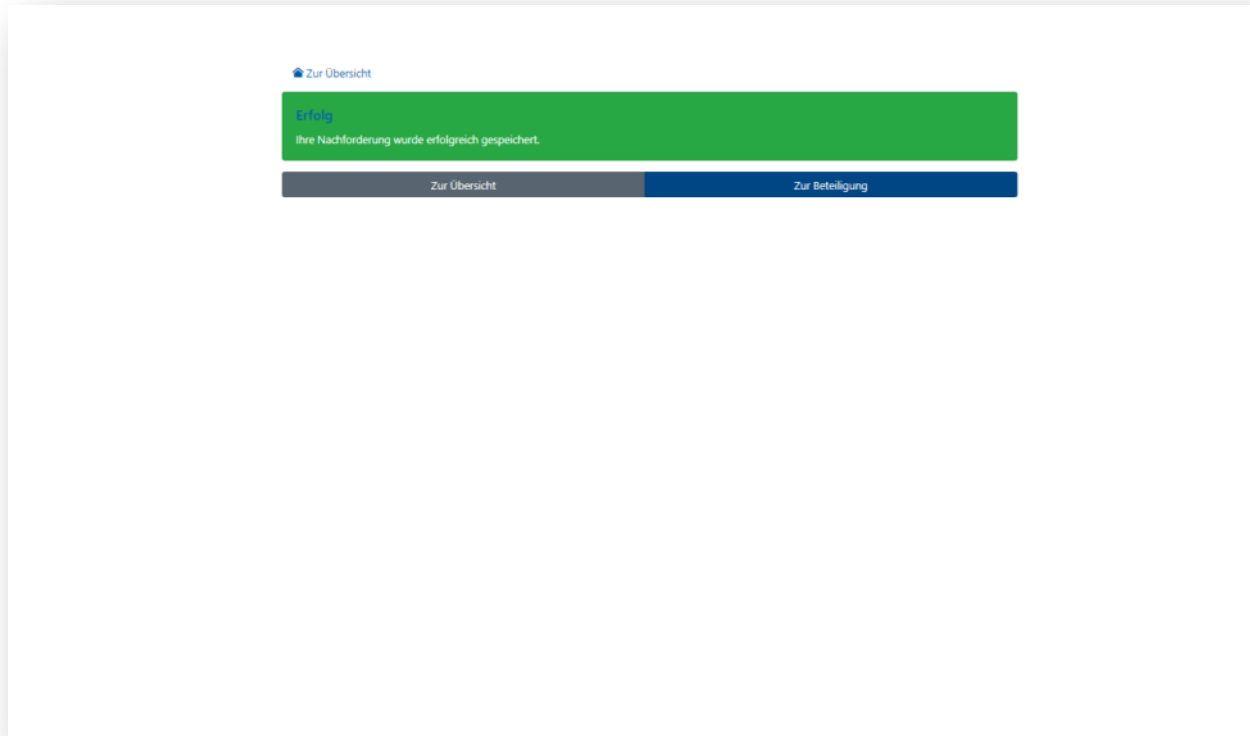 Zur Übersicht
Erfolg
Ihre Nachforderung wurde erfolgreich gespeichert.
Zur Übersicht Zur Beteiligung